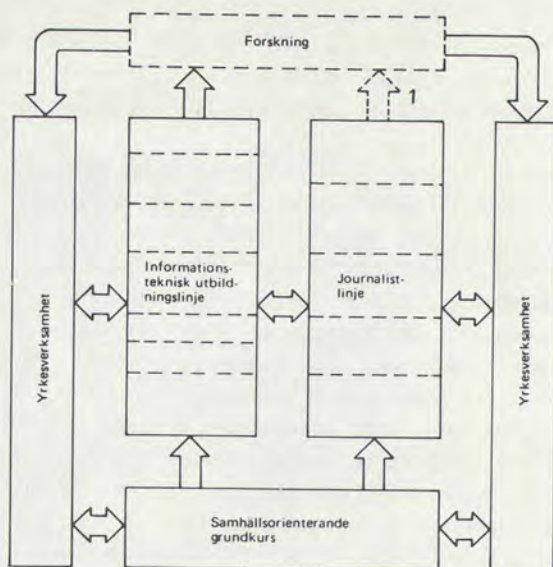 Forskning
1
Informations-
teknisk utbild-
ningslinje
Journalist-
linje
Yrkesverksamhet
Yrkesverksamhet
Samhällsorienterande
grundkurs